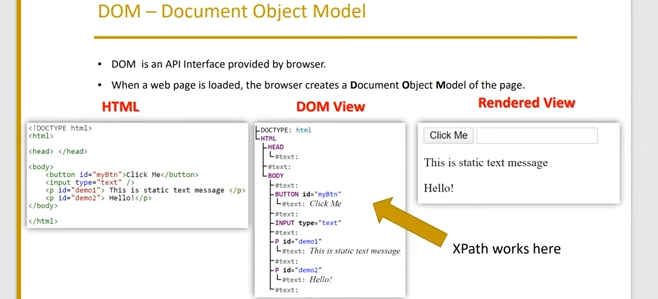 DOM – Document Object Model
▪ DOM is an API Interface provided by browser.
▪ When a web page is loaded, the browser creates a Document Object Model of the page.
HTML
<!DOCTYPE html>
<html>
<head> </head>
<body>
<button id="myBtn">Click Me</button>
<input type="text" />
<p id="demo1"> This is static text message </p>
<p id="demo2"> Hello!</p>
</body>
</html>
DOM View
DOCTYPE: html
HTML
HEAD
#text:
#text:
BODY
#text:
BUTTON id="myBtn"
#text: Click Me
#text:
INPUT type="text"
#text:
P id="demo1"
#text: This is static text message
#text:
P id="demo2"
#text: Hello!
#text:
Rendered View
Click Me
This is static text message
Hello!
XPath works here